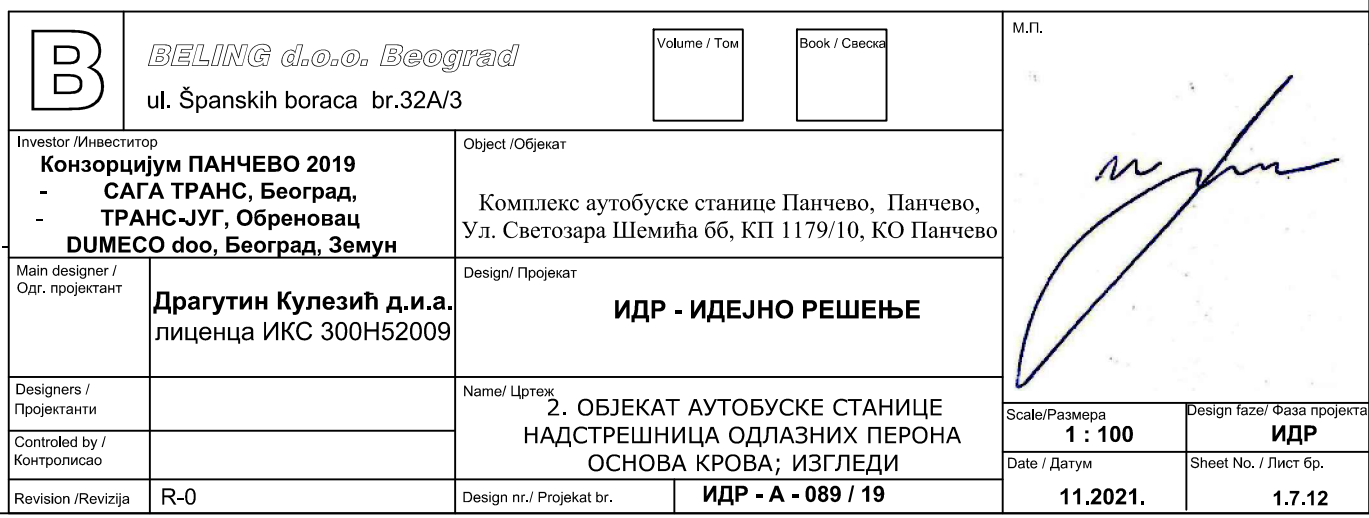 B
BELING d.o.o. Beograd
ul. Španskih boraca br.32A/3
Volume / Том
Book / Свеска
М.П.
Investor /Инвеститор
Конзорцијум ПАНЧЕВО 2019
- САГА ТРАНС, Београд,
- ТРАНС-ЈУГ, Обреновац
DUMECO doo, Београд, Земун
Object /Објекат
Комплекс аутобуске станице Панчево, Панчево,
Ул. Светозара Шемића бб, КП 1179/10, КО Панчево
Main designer /
Одг. пројектант
Драгутин Кулезић д.и.а.
лиценца ИКС 300Н52009
Design/ Пројекат
ИДР - ИДЕЈНО РЕШЕЊЕ
Designers /
Пројектанти
Name/ Цртеж
2. ОБЈЕКАТ АУТОБУСКЕ СТАНИЦЕ
НАДСТРЕШНИЦА ОДЛАЗНИХ ПЕРОНА
ОСНОВА КРОВА; ИЗГЛЕДИ
Scale/Размера
1 : 100
Design faze/ Фаза пројекта
ИДР
Controled by /
Контролисао
Date / Датум
11.2021.
Sheet No. / Лист бр.
1.7.12
Revision /Revizija
R-0
Design nr./ Projekat br.
ИДР - А - 089 / 19